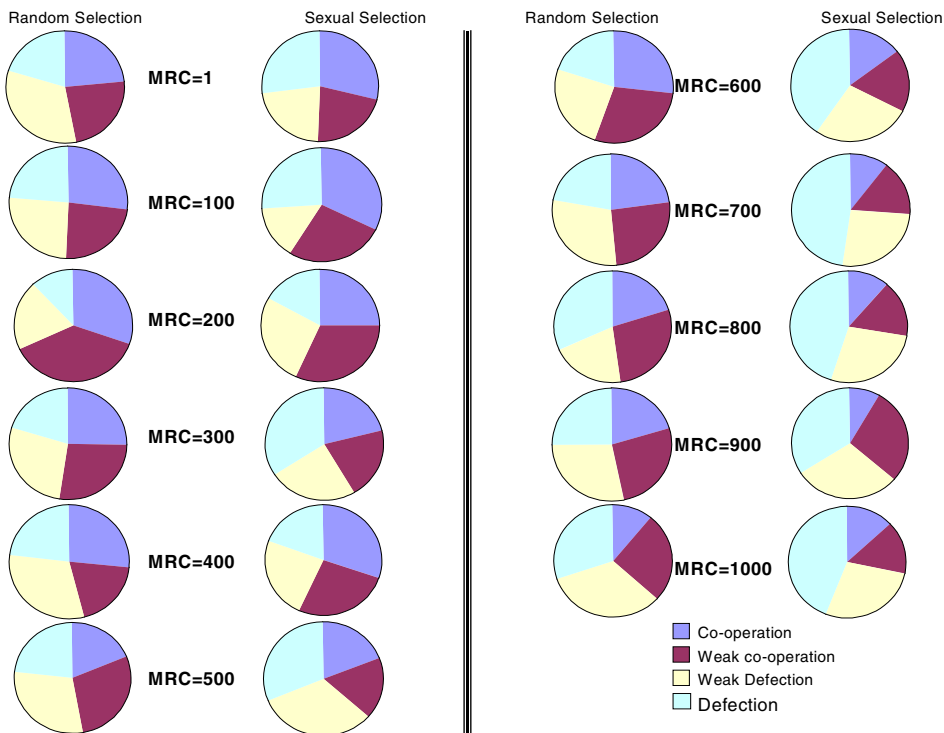 Random Selection
Sexual Selection
MRC=1
MRC=100
MRC=200
MRC=300
MRC=400
MRC=500
Random Selection
Sexual Selection
MRC=600
MRC=700
MRC=800
MRC=900
MRC=1000
Co-operation
Weak co-operation
Weak Defection
Defection